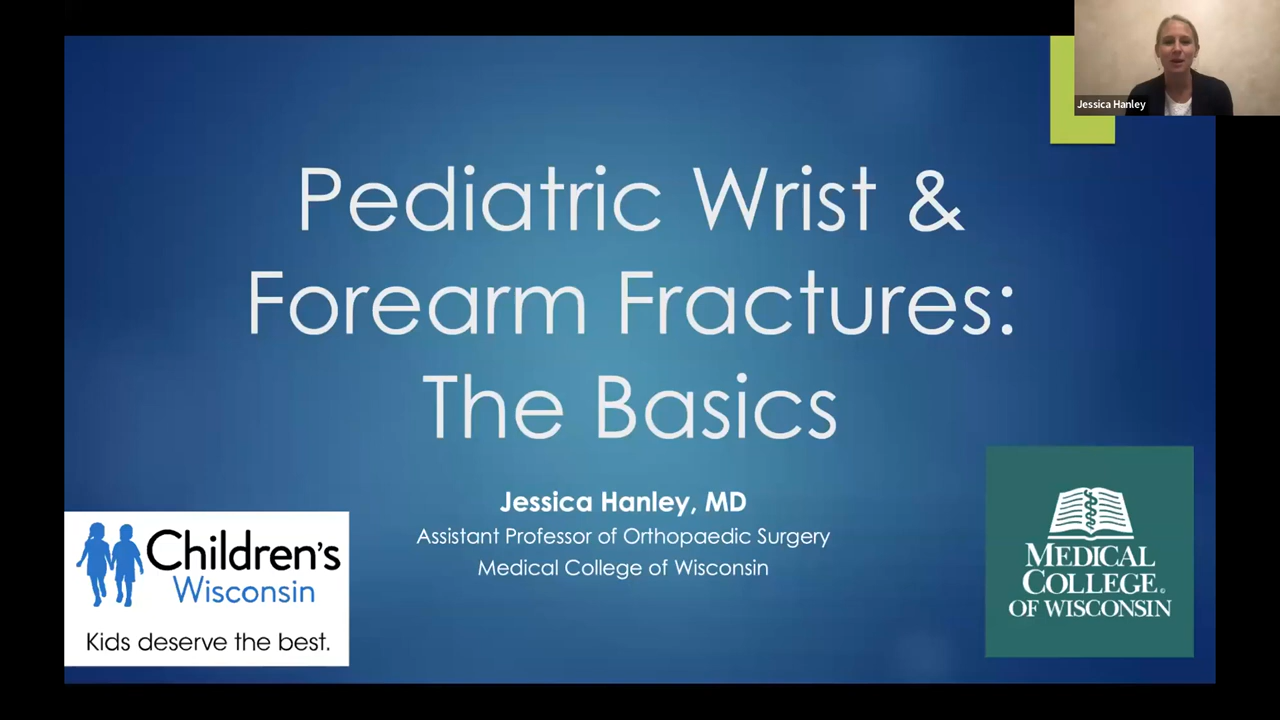 Jessica Hanley
Pediatric Wrist &
Forearm Fractures:
The Basics
Jessica Hanley, MD
Assistant Professor of Orthopaedic Surgery
Medical College of Wisconsin
Children's
Wisconsin
Kids deserve the best.
MEDICAL
COLLEGE
OF WISCONSIN